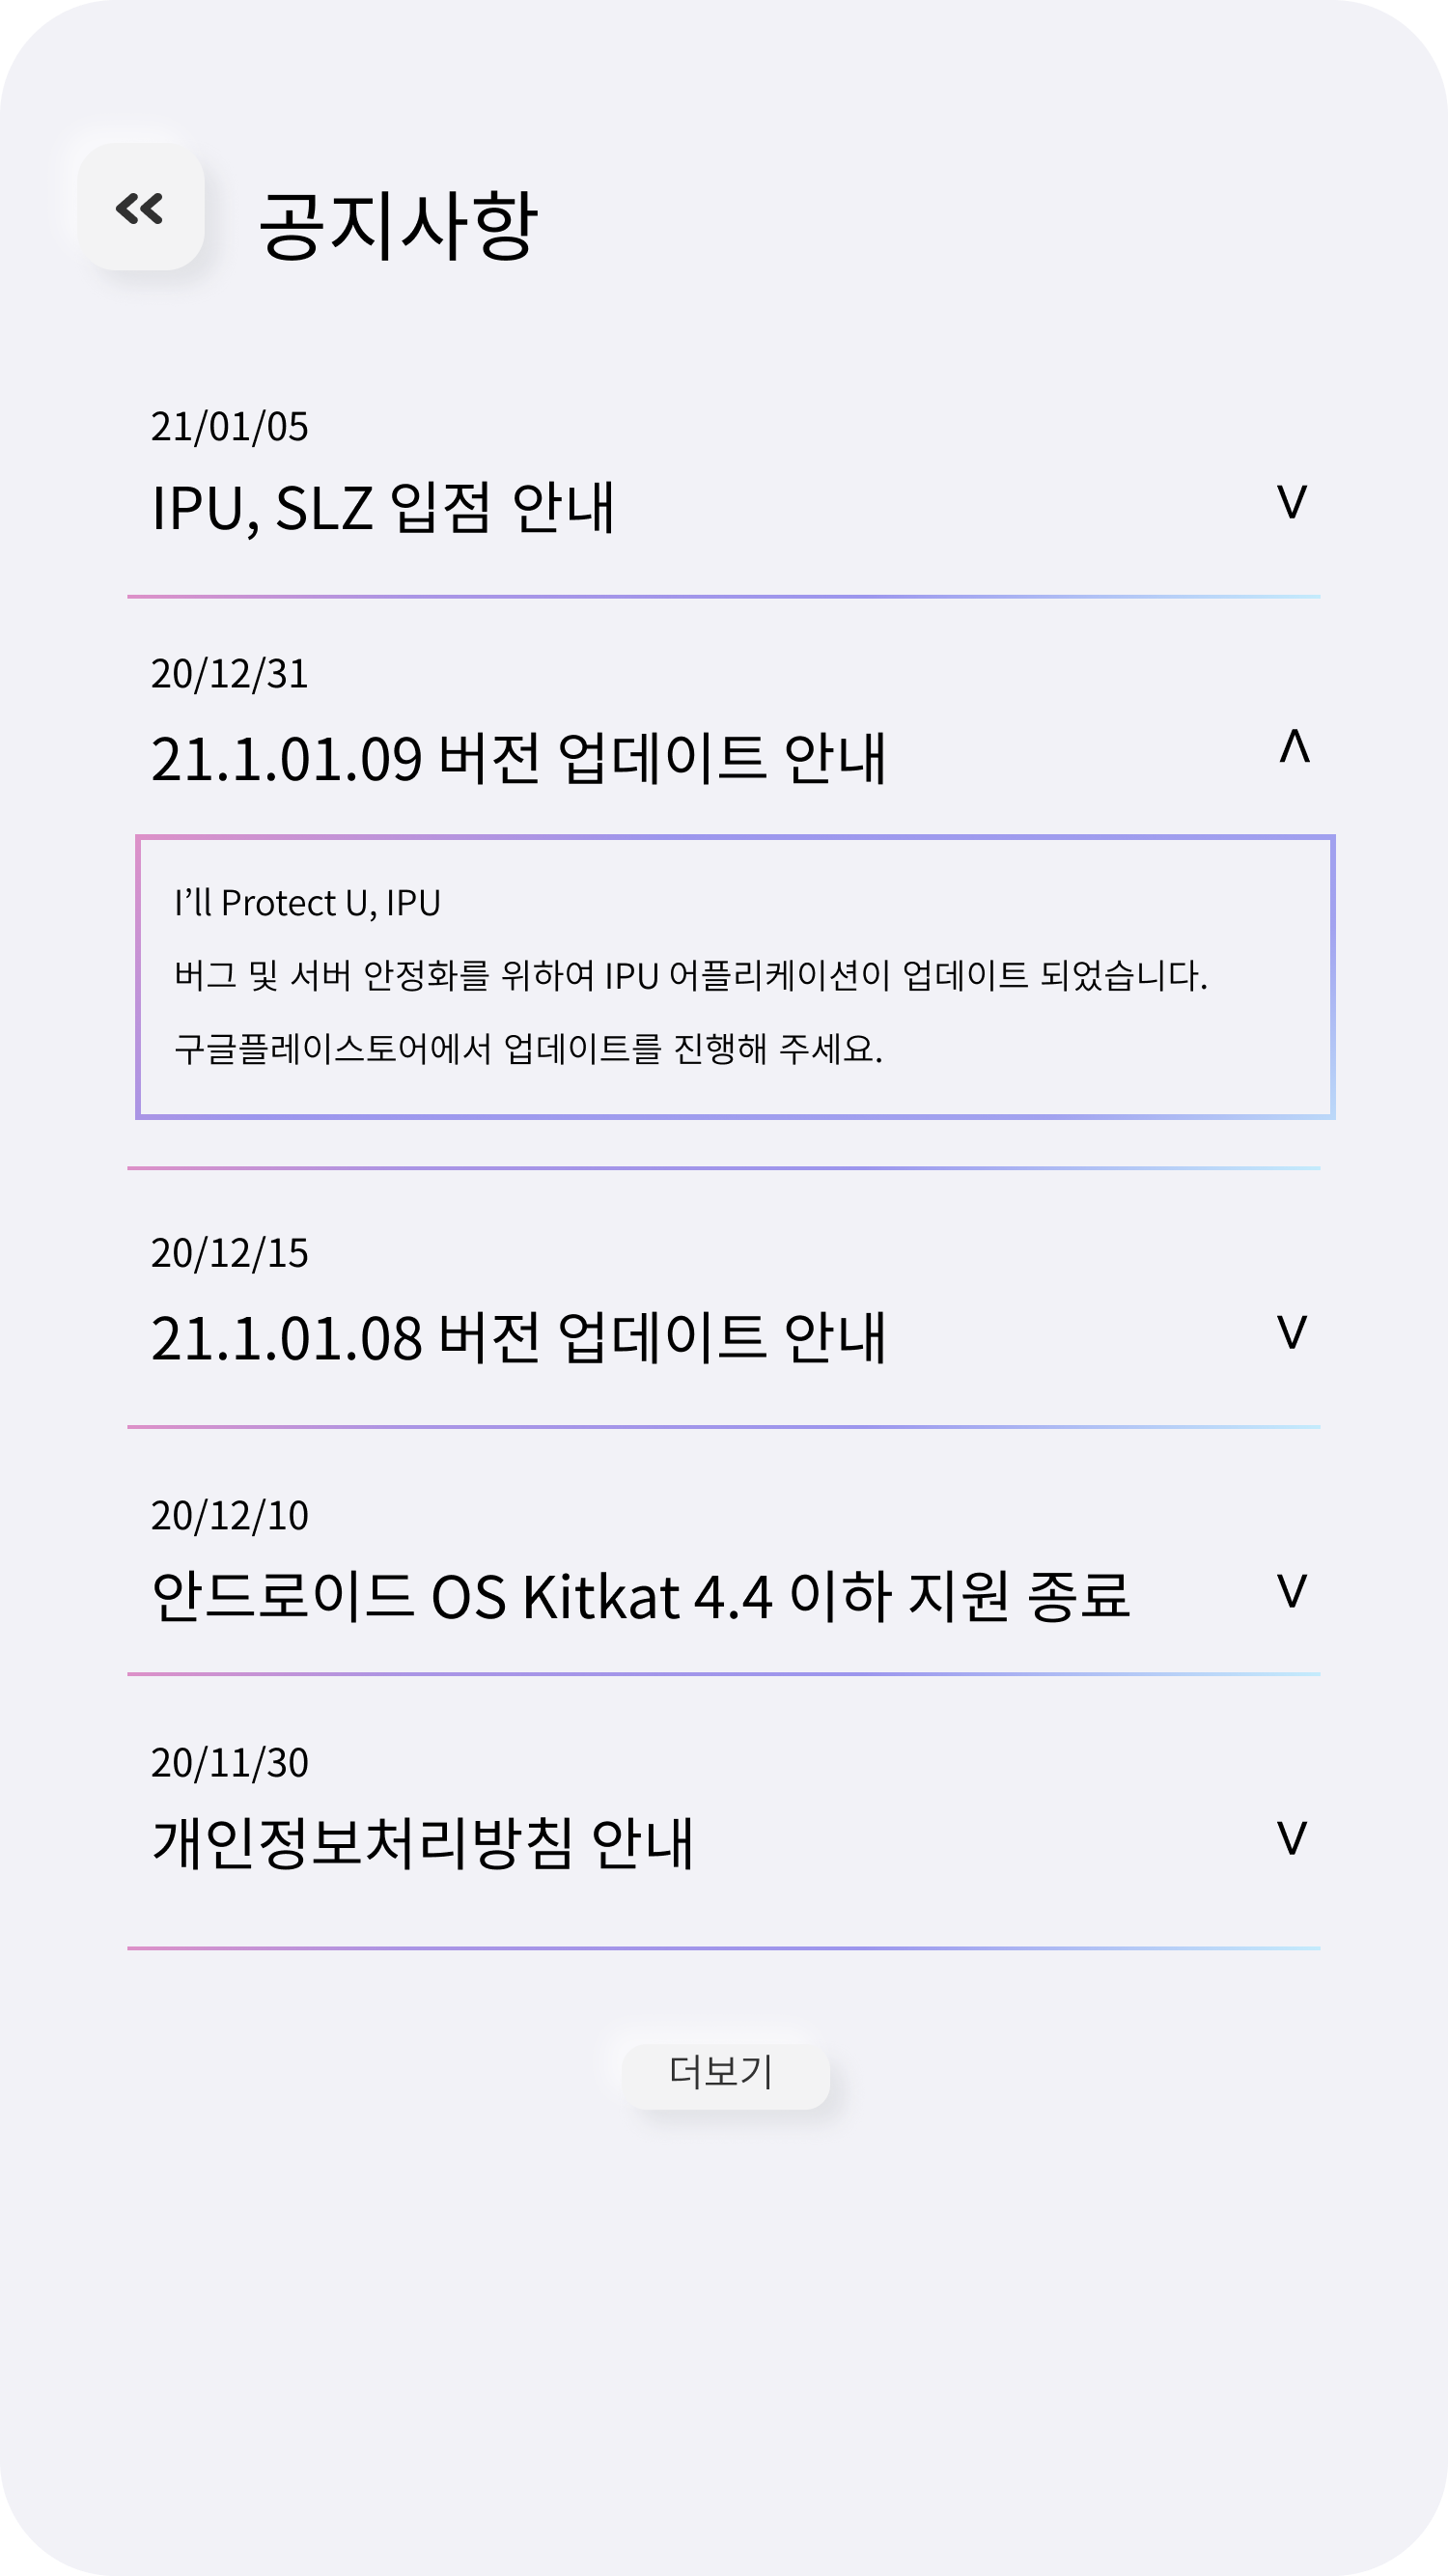 공지사항
21/01/05
IPU, SLZ 입점 안내
V
20/12/31
21.1.01.09 버전 업데이트 안내
I’ll Protect U, IPU
버그 및 서버 안정화를 위하여 IPU 어플리케이션이 업데이트 되었습니다.
구글플레이스토어에서 업데이트를 진행해 주세요.
20/12/15
21.1.01.08 버전 업데이트 안내
V
20/12/10
안드로이드 OS Kitkat 4.4 이하 지원 종료
V
20/11/30
개인정보처리방침 안내
V
더보기